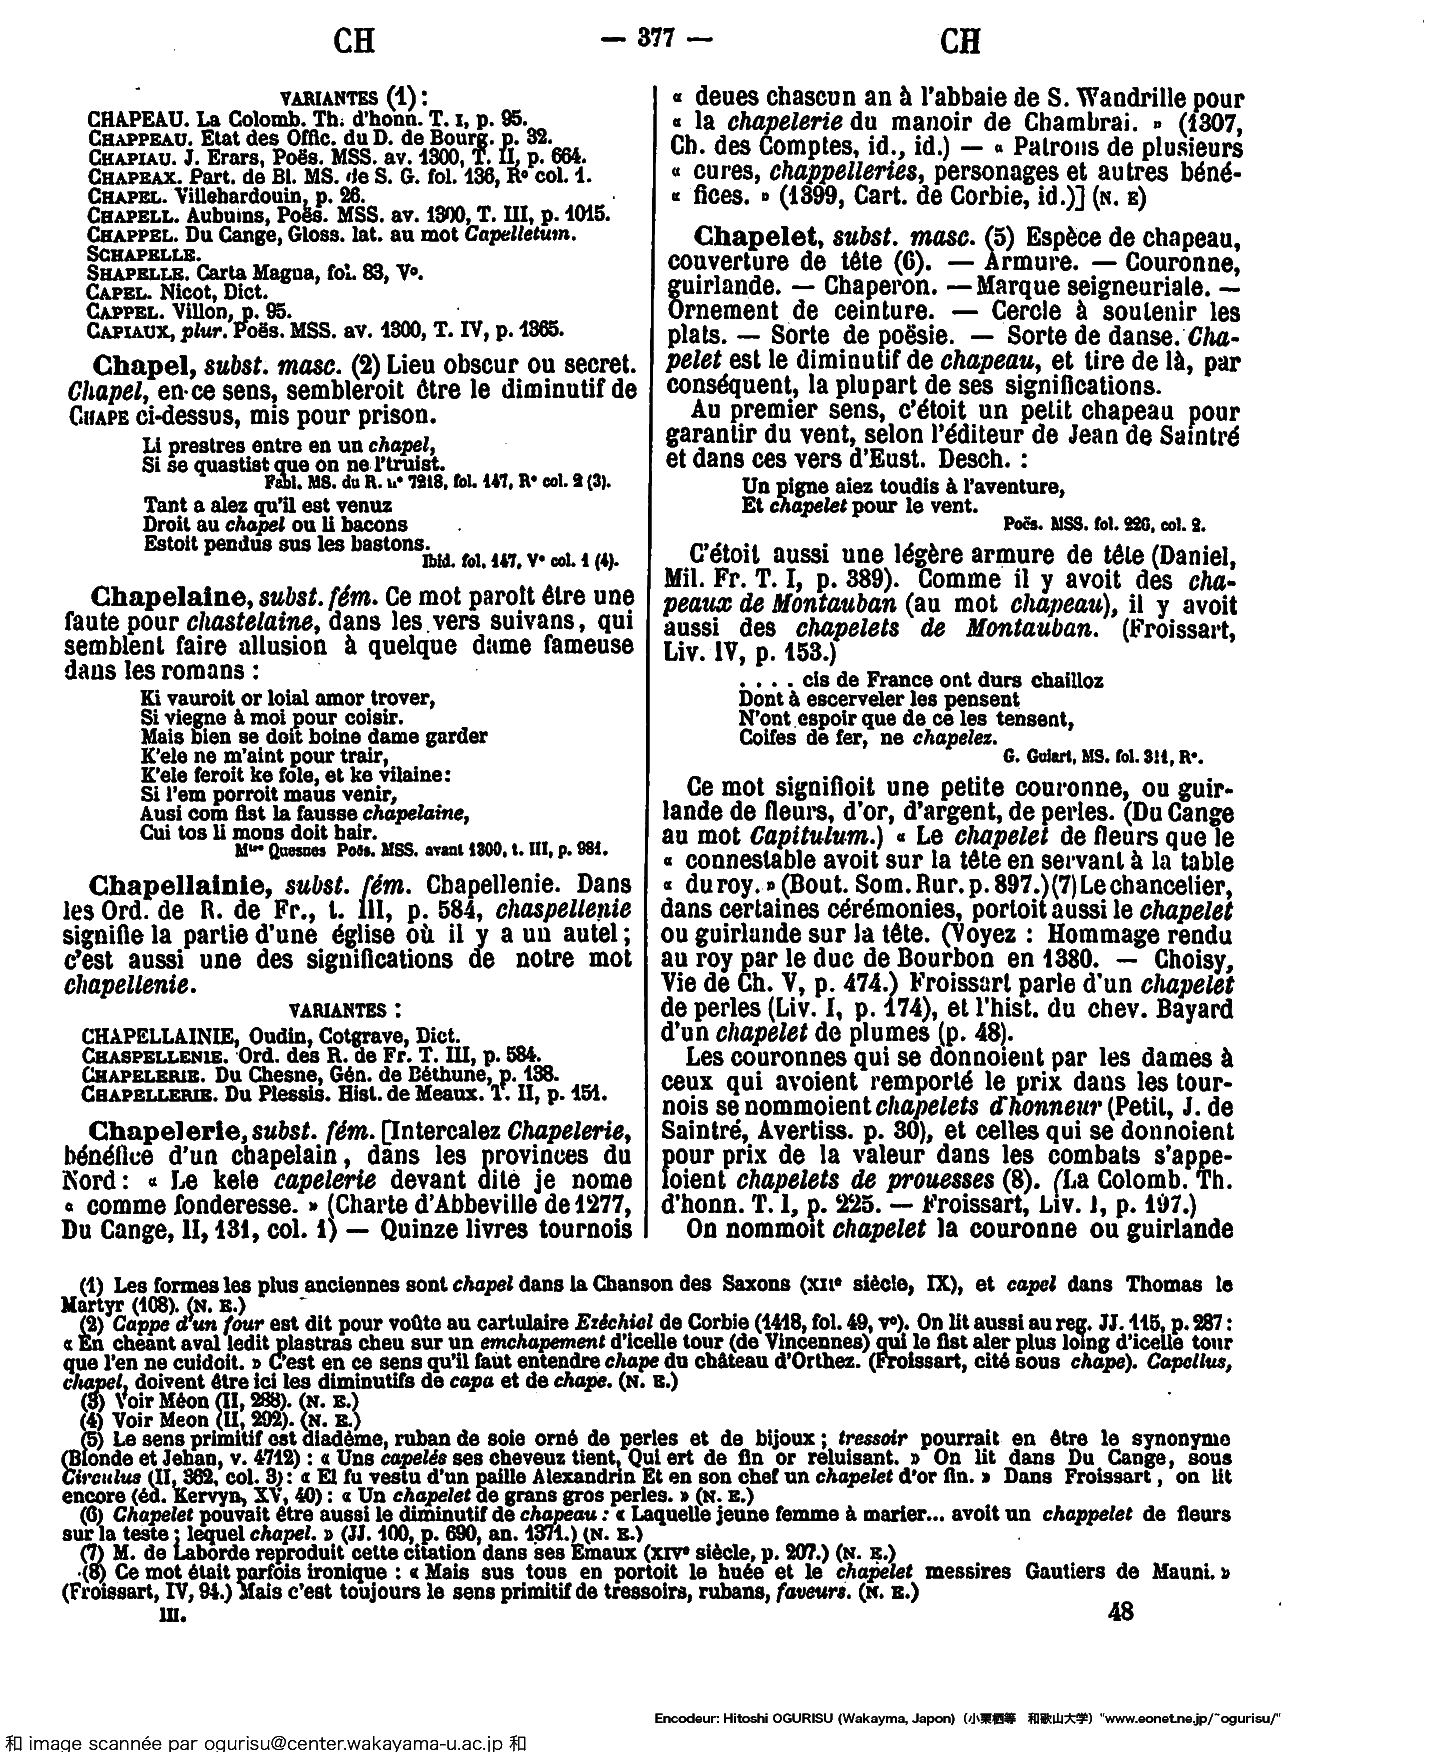 CH
— 377 —
CH
VARIANTES (1) :
CHAPEAU. La Colomb. Th. d'honn. T. I, p. 95.
CHAPPEAU. Etat des Offic. du D. de Bourg. p. 32.
CHAPIAU. J. Erars, Poës. MSS. av. 1300, T. II, p. 664.
CHAPEAX. Part. de Bl. MS. de S. G. fol. 136, R° col. 1.
CHAPEL. Villehardouin, p. 26.
CHAPELL. Aubuins, Poës. MSS. av. 1300, T. III, p. 1015.
CHAPPEL. Du Cange, Gloss. lat. au mot Capelletum.
SCHAPELLE.
SHAPELLE. Carta Magna, fol. 83, V°.
CAPEL. Nicot, Dict.
CAPPEL. Villon, p. 95.
CAPIAUX, plur. Poës. MSS. av. 1300, T. IV, p. 1365.
Chapel, subst. masc. (2) Lieu obscur ou secret.
Chapel, en ce sens, sembleroit être le diminutif de
CHAPE ci-dessus, mis pour prison.
Li prestres entre en un chapel,
Si se quastist que on ne l'truist.
Fabl. MS. du R. n° 7218, fol. 147, R° col. 2 (3).
Tant a alez qu'il est venuz
Droit au chapel ou li bacons
Estoit pendus sus les bastons.
Ibid. fol. 147, V° col. 1 (4).
Chapelaine, subst. fém. Ce mot paroît être une
faute pour chastelaine, dans les vers suivans, qui
semblent faire allusion à quelque dame fameuse
dans les romans :
Ki vauroit or loial amor trover,
Si viegne à moi pour coisir.
Mais bien se doit boine dame garder
K'ele ne m'aint pour trair,
K'ele feroit ke fole, et ke vilaine:
Si l'em porroit maus venir,
Ausi com fist la fausse chapelaine,
Cui tos li mons doit hair.
Mtre Quesnes Poës. MSS. avant 1300, t. III, p. 981.
Chapellainie, subst. fém. Chapellenie. Dans
les Ord. de R. de Fr., t. III, p. 584, chaspellenie
signifie la partie d'une église où il y a un autel ;
c'est aussi une des significations de notre mot
chapellenie.
VARIANTES :
CHAPELLAINIE, Oudin, Cotgrave, Dict.
CHASPELLENIE. Ord. des R. de Fr. T. III, p. 584.
CHAPELERIE. Du Chesne, Gén. de Béthune, p. 138.
CHAPELLERIE. Du Plessis. Hist. de Meaux. T. II, p. 151.
Chapelerie, subst. fém. [Intercalez Chapelerie,
bénéfice d'un chapelain, dans les provinces du
Nord : « Le kele capelerie devant dite je nome
« comme fonderesse. » (Charte d'Abbeville de 1277,
Du Cange, II, 131, col. 1) — Quinze livres tournois
« deues chascun an à l'abbaie de S. Wandrille pour
« la chapelerie du manoir de Chambrai. » (1307,
Ch. des Comptes, id., id.) — « Patrons de plusieurs
« cures, chappelleries, personages et autres béné-
« fices. » (1399, Cart. de Corbie, id.)] (N. E)
Chapelet, subst. masc. (5) Espèce de chapeau,
couverture de tête (6). — Armure. — Couronne,
guirlande. — Chaperon. — Marque seigneuriale. —
Ornement de ceinture. — Cercle à soutenir les
plats. — Sorte de poësie. — Sorte de danse. Cha-
pelet est le diminutif de chapeau, et tire de là, par
conséquent, la plupart de ses significations.
Au premier sens, c'étoit un petit chapeau pour
garantir du vent, selon l'éditeur de Jean de Saintré
et dans ces vers d'Eust. Desch. :
Un pigne aiez toudis à l'aventure,
Et chapelet pour le vent.
Poës. MSS. fol. 226, col. 2.
C'étoit aussi une légère armure de tête (Daniel,
Mil. Fr. T. I, p. 389). Comme il y avoit des cha-
peaux de Montauban (au mot chapeau), il y avoit
aussi des chapelets de Montauban. (Froissart,
Liv. IV, p. 153.)
. . . . cis de France ont durs chailloz
Dont à escerveler les pensent
N'ont espoir que de ce les tensent,
Coifes de fer, ne chapelez.
G. Guiart, MS. fol. 311, R°.
Ce mot signifioit une petite couronne, ou guir-
lande de fleurs, d'or, d'argent, de perles. (Du Cange
au mot Capitulum.) « Le chapelet de fleurs que le
« connestable avoit sur la tête en servant à la table
« du roy. » (Bout. Som. Rur. p. 897.)(7) Le chancelier,
dans certaines cérémonies, portoit aussi le chapelet
ou guirlande sur la tête. (Voyez : Hommage rendu
au roy par le duc de Bourbon en 1380. — Choisy,
Vie de Ch. V, p. 474.) Froissart parle d'un chapelet
de perles (Liv. I, p. 174), et l'hist. du chev. Bayard
d'un chapelet de plumes (p. 48).
Les couronnes qui se donnoient par les dames à
ceux qui avoient remporté le prix dans les tour-
nois se nommoient chapelets d'honneur (Petit, J. de
Saintré, Avertiss. p. 30), et celles qui se donnoient
pour prix de la valeur dans les combats s'appe-
loient chapelets de prouesses (8). (La Colomb. Th.
d'honn. T. I, p. 225. — Froissart, Liv. I, p. 197.)
On nommoit chapelet la couronne ou guirlande
(1) Les formes les plus anciennes sont chapel dans la Chanson des Saxons (XIIe siècle, IX), et capel dans Thomas le
Martyr (108). (N. E.)
(2) Cappe d'un four est dit pour voûte au cartulaire Ezéchiel de Corbie (1418, fol. 49, v°). On lit aussi au reg. JJ. 115, p. 287 :
« En cheant aval ledit plastras cheu sur un emchapement d'icelle tour (de Vincennes) qui le fist aler plus loing d'icelle tour
que l'en ne cuidoit. » C'est en ce sens qu'il faut entendre chape du château d'Orthez. (Froissart, cité sous chape). Capellus,
chapel, doivent être ici les diminutifs de capa et de chape. (N. E.)
(3) Voir Méon (II, 288). (N. E.)
(4) Voir Meon (II, 292). (N. E.)
(5) Le sens primitif est diadème, ruban de soie orné de perles et de bijoux ; tressoir pourrait en être le synonyme
(Blonde et Jehan, v. 4712) : « Uns capelés ses cheveuz tient, Qui ert de fin or reluisant. » On lit dans Du Cange, sous
Circulus (II, 362, col. 3) : « El fu vestu d'un paille Alexandrin Et en son chef un chapelet d'or fin. » Dans Froissart, on lit
encore (éd. Kervyn, XV, 40) : « Un chapelet de grans gros perles. » (N. E.)
(6) Chapelet pouvait être aussi le diminutif de chapeau : « Laquelle jeune femme à marier... avoit un chappelet de fleurs
sur la teste ; lequel chapel. » (JJ. 100, p. 690, an. 1371.) (N. E.)
(7) M. de Laborde reproduit cette citation dans ses Emaux (XIVe siècle, p. 207.) (N. E.)
(8) Ce mot était parfois ironique : « Mais sus tous en portoit le huée et le chapelet messires Gautiers de Mauni. »
(Froissart, IV, 94.) Mais c'est toujours le sens primitif de tressoirs, rubans, faveurs. (N. E.)
III.
48
Encodeur: Hitoshi OGURISU (Wakayma, Japon) (小栗栖等 和歌山大学) "www.eonet.ne.jp/~ogurisu/"
和 image scannée par ogurisu@center.wakayama-u.ac.jp 和